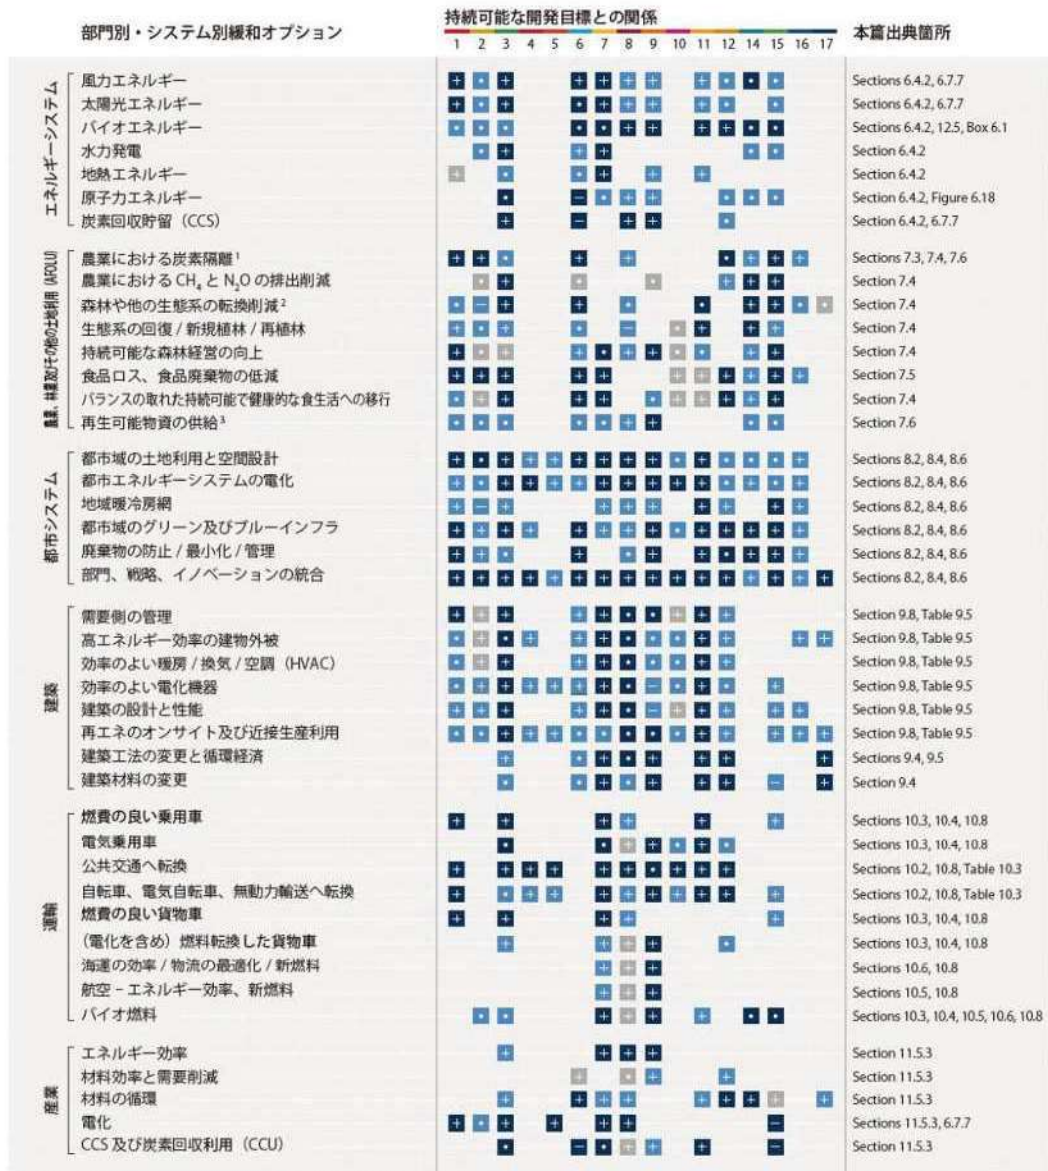 部門別・システム別緩和オプション
持続可能な開発目標との関係
本篇出典箇所
1 2 3 4 5 6 7 8 9 10 11 12 14 15 16 17
エネルギーシステム
風力エネルギー Sections 6.4.2, 6.7.7
太陽光エネルギー Sections 6.4.2, 6.7.7
バイオエネルギー Sections 6.4.2, 12.5, Box 6.1
水力発電 Section 6.4.2
地熱エネルギー Section 6.4.2
原子力エネルギー Section 6.4.2, Figure 6.18
炭素回収貯留（CCS） Section 6.4.2, 6.7.7
農業、林業及びその他の土地利用 (AFOLU)
農業における炭素隔離¹ Sections 7.3, 7.4, 7.6
農業における CH₄ と N₂O の排出削減 Section 7.4
森林や他の生態系の転換削減² Section 7.4
生態系の回復 / 新規植林 / 再植林 Section 7.4
持続可能な森林経営の向上 Section 7.4
食品ロス、食品廃棄物の低減 Section 7.5
バランスの取れた持続可能で健康的な食生活への移行 Section 7.4
再生可能物資の供給³ Section 7.6
都市システム
都市域の土地利用と空間設計 Sections 8.2, 8.4, 8.6
都市エネルギーシステムの電化 Sections 8.2, 8.4, 8.6
地域暖冷房網 Sections 8.2, 8.4, 8.6
都市域のグリーン及びブルーインフラ Sections 8.2, 8.4, 8.6
廃棄物の防止 / 最小化 / 管理 Sections 8.2, 8.4, 8.6
部門、戦略、イノベーションの統合 Sections 8.2, 8.4, 8.6
建築
需要側の管理 Section 9.8, Table 9.5
高エネルギー効率の建物外被 Section 9.8, Table 9.5
効率のよい暖房 / 換気 / 空調（HVAC） Section 9.8, Table 9.5
効率のよい電化機器 Section 9.8, Table 9.5
建築の設計と性能 Section 9.8, Table 9.5
再エネのオンサイト及び近接生産利用 Section 9.8, Table 9.5
建築工法の変更と循環経済 Sections 9.4, 9.5
建築材料の変更 Section 9.4
運輸
燃費の良い乗用車 Sections 10.3, 10.4, 10.8
電気乗用車 Sections 10.3, 10.4, 10.8
公共交通へ転換 Sections 10.2, 10.8, Table 10.3
自転車、電気自転車、無動力輸送へ転換 Sections 10.2, 10.8, Table 10.3
燃費の良い貨物車 Sections 10.3, 10.4, 10.8
（電化を含め）燃料転換した貨物車 Sections 10.3, 10.4, 10.8
海運の効率 / 物流の最適化 / 新燃料 Sections 10.6, 10.8
航空 – エネルギー効率、新燃料 Sections 10.5, 10.8
バイオ燃料 Sections 10.3, 10.4, 10.5, 10.6, 10.8
産業
エネルギー効率 Section 11.5.3
材料効率と需要削減 Section 11.5.3
材料の循環 Section 11.5.3
電化 Sections 11.5.3, 6.7.7
CCS 及び炭素回収利用（CCU） Section 11.5.3